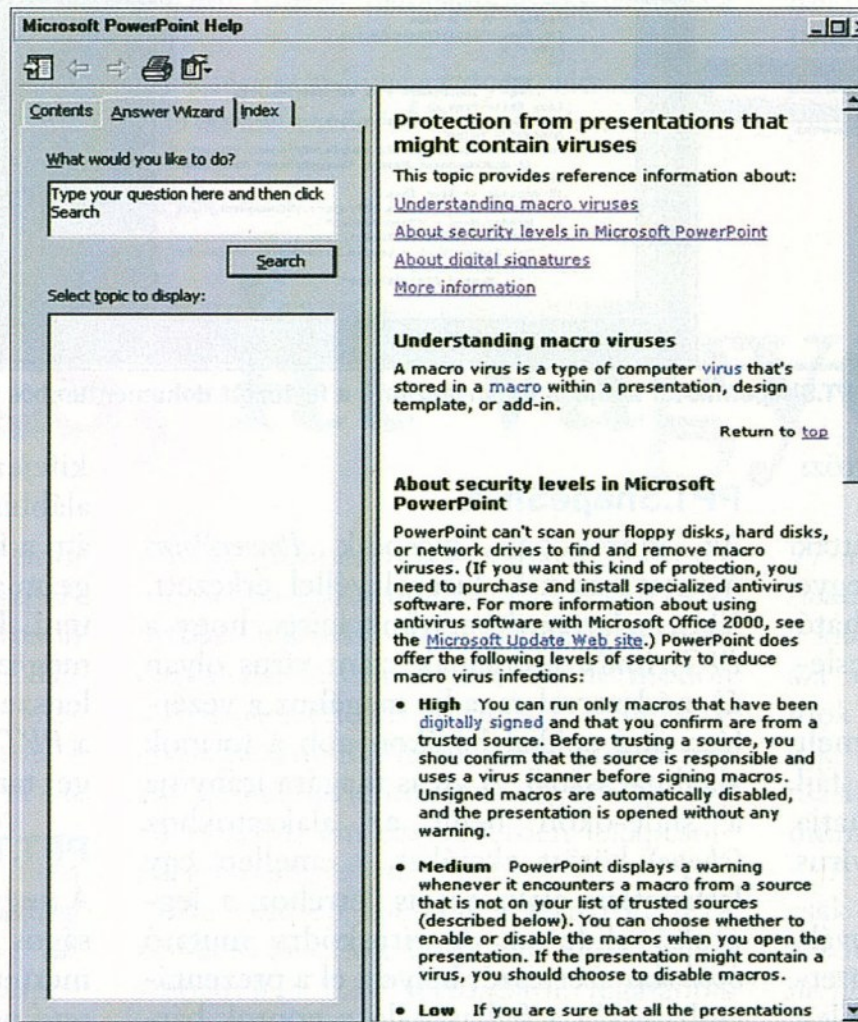 Microsoft PowerPoint Help
Contents Answer Wizard Index
What would you like to do?
Type your question here and then click
Search
Search
Select topic to display:
Protection from presentations that
might contain viruses
This topic provides reference information about:
Understanding macro viruses
About security levels in Microsoft PowerPoint
About digital signatures
More information
Understanding macro viruses
A macro virus is a type of computer virus that's
stored in a macro within a presentation, design
template, or add-in.
Return to top
About security levels in Microsoft
PowerPoint
PowerPoint can't scan your floppy disks, hard disks,
or network drives to find and remove macro
viruses. (If you want this kind of protection, you
need to purchase and install specialized antivirus
software. For more information about using
antivirus software with Microsoft Office 2000, see
the Microsoft Update Web site.) PowerPoint does
offer the following levels of security to reduce
macro virus infections:
• High You can run only macros that have been
digitally signed and that you confirm are from a
trusted source. Before trusting a source, you
shou confirm that the source is responsible and
uses a virus scanner before signing macros.
Unsigned macros are automatically disabled,
and the presentation is opened without any
warning.
• Medium PowerPoint displays a warning
whenever it encounters a macro from a source
that is not on your list of trusted sources
(described below). You can choose whether to
enable or disable the macros when you open the
presentation. If the presentation might contain a
virus, you should choose to disable macros.
• Low If you are sure that all the presentations